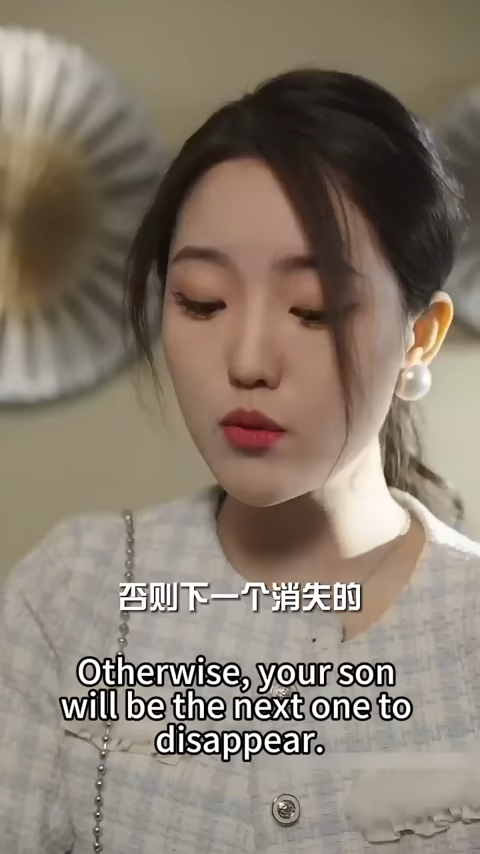 否则下一个消失的
Otherwise, your son
will be the next one to
disappear.